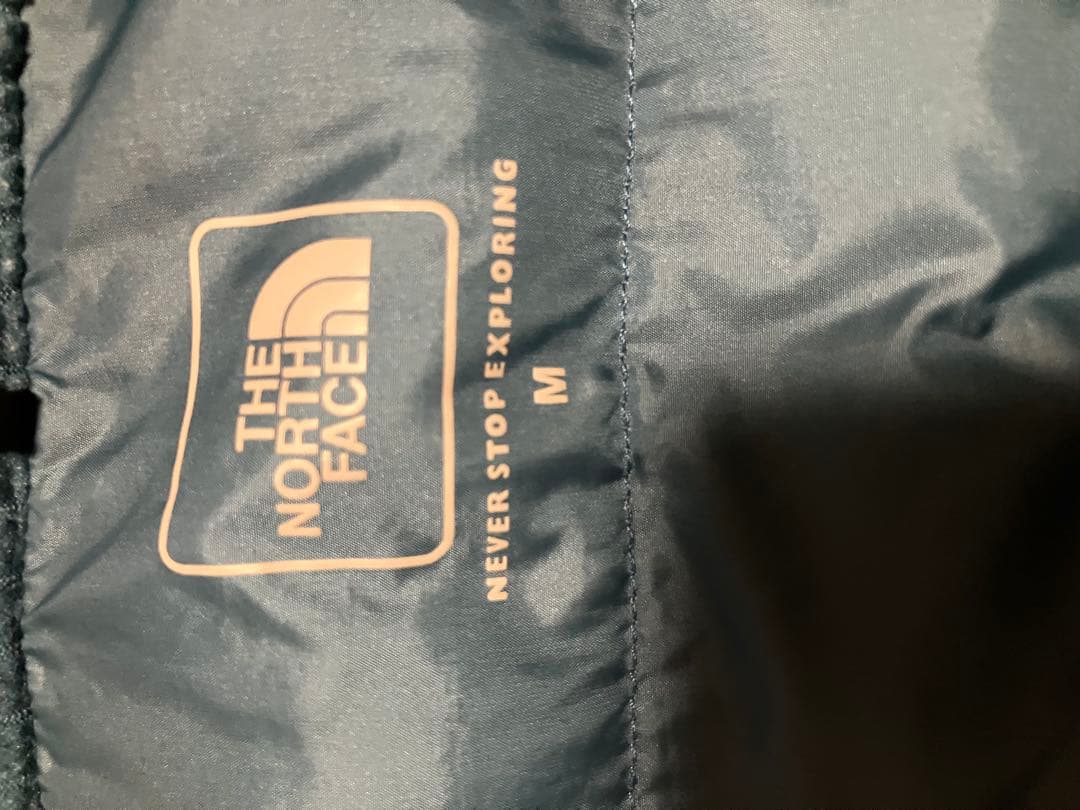 THE
NORTH
FACE
NEVER STOP EXPLORING
M